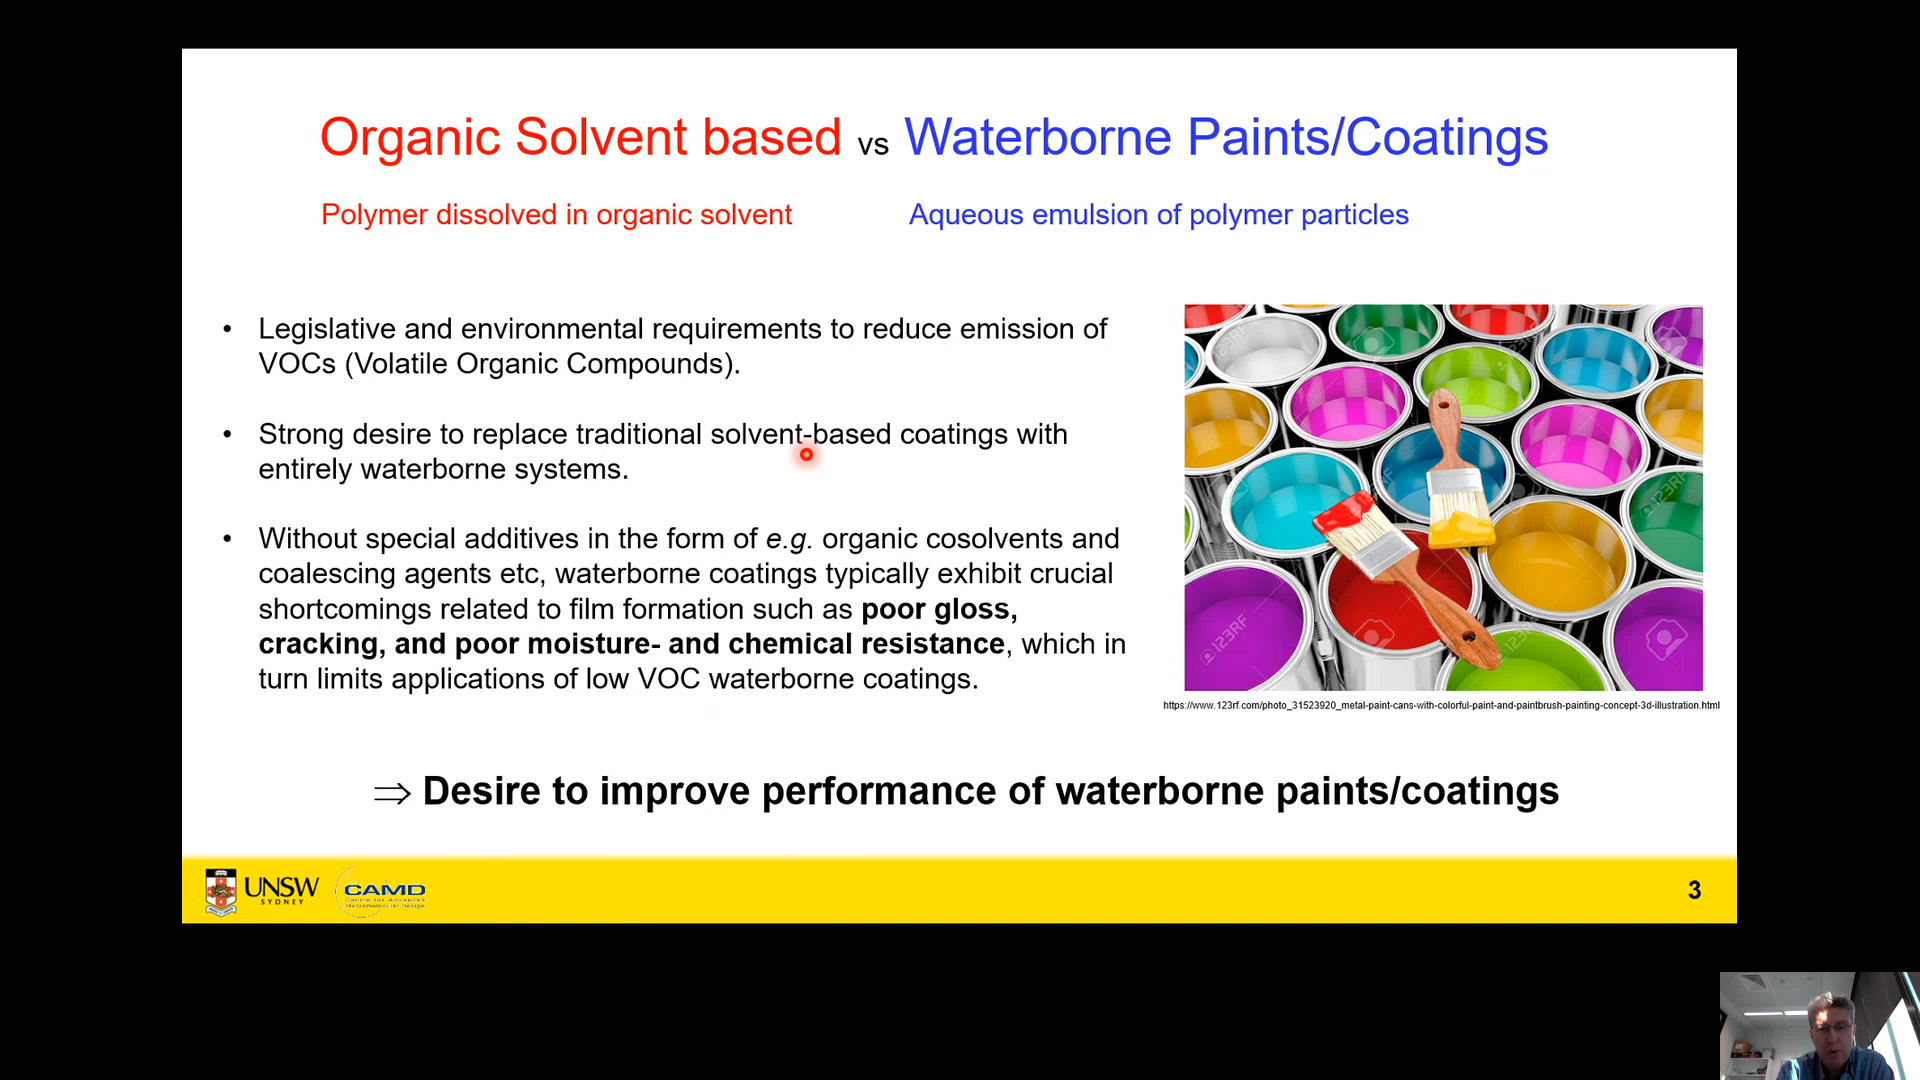 Organic Solvent based vs Waterborne Paints/Coatings
Polymer dissolved in organic solvent
Aqueous emulsion of polymer particles
• Legislative and environmental requirements to reduce emission of
VOCs (Volatile Organic Compounds).
• Strong desire to replace traditional solvent-based coatings with
entirely waterborne systems.
• Without special additives in the form of e.g. organic cosolvents and
coalescing agents etc, waterborne coatings typically exhibit crucial
shortcomings related to film formation such as poor gloss,
cracking, and poor moisture- and chemical resistance, which in
turn limits applications of low VOC waterborne coatings.
123RF
https://www.123rf.com/photo_31523920_metal-paint-cans-with-colorful-paint-and-paintbrush-painting-concept-3d-illustration.html
⇒ Desire to improve performance of waterborne paints/coatings
UNSW
SYDNEY
CAMD
Centre for Advanced
Macromolecular Design
3